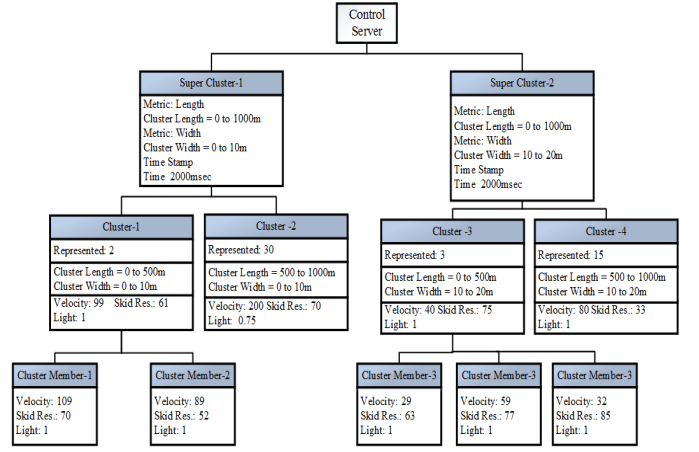 Control
Server
Super Cluster-1
Metric: Length
Cluster Length = 0 to 1000m
Metric: Width
Cluster Width = 0 to 10m
Time Stamp
Time 2000msec
Super Cluster-2
Metric: Length
Cluster Length = 0 to 1000m
Metric: Width
Cluster Width = 10 to 20m
Time Stamp
Time 2000msec
Cluster-1
Represented: 2
Cluster Length = 0 to 500m
Cluster Width = 0 to 10m
Velocity: 99 Skid Res.: 61
Light: 1
Cluster -2
Represented: 30
Cluster Length = 500 to 1000m
Cluster Width = 0 to 10m
Velocity: 200 Skid Res.: 70
Light: 0.75
Cluster -3
Represented: 3
Cluster Length = 0 to 500m
Cluster Width = 10 to 20m
Velocity: 40 Skid Res.: 75
Light: 1
Cluster -4
Represented: 15
Cluster Length = 500 to 1000m
Cluster Width = 10 to 20m
Velocity: 80 Skid Res.: 33
Light: 1
Cluster Member-1
Velocity: 109
Skid Res.: 70
Light: 1
Cluster Member-2
Velocity: 89
Skid Res.: 52
Light: 1
Cluster Member-3
Velocity: 29
Skid Res.: 63
Light: 1
Cluster Member-3
Velocity: 59
Skid Res.: 77
Light: 1
Cluster Member-3
Velocity: 32
Skid Res.: 85
Light: 1